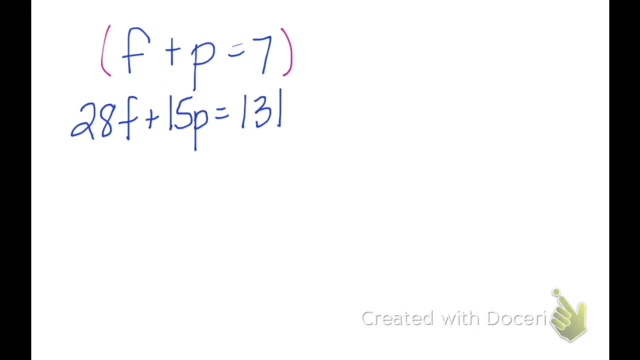 (f + p = 7)
28f + 15p = 131
Created with Doceri